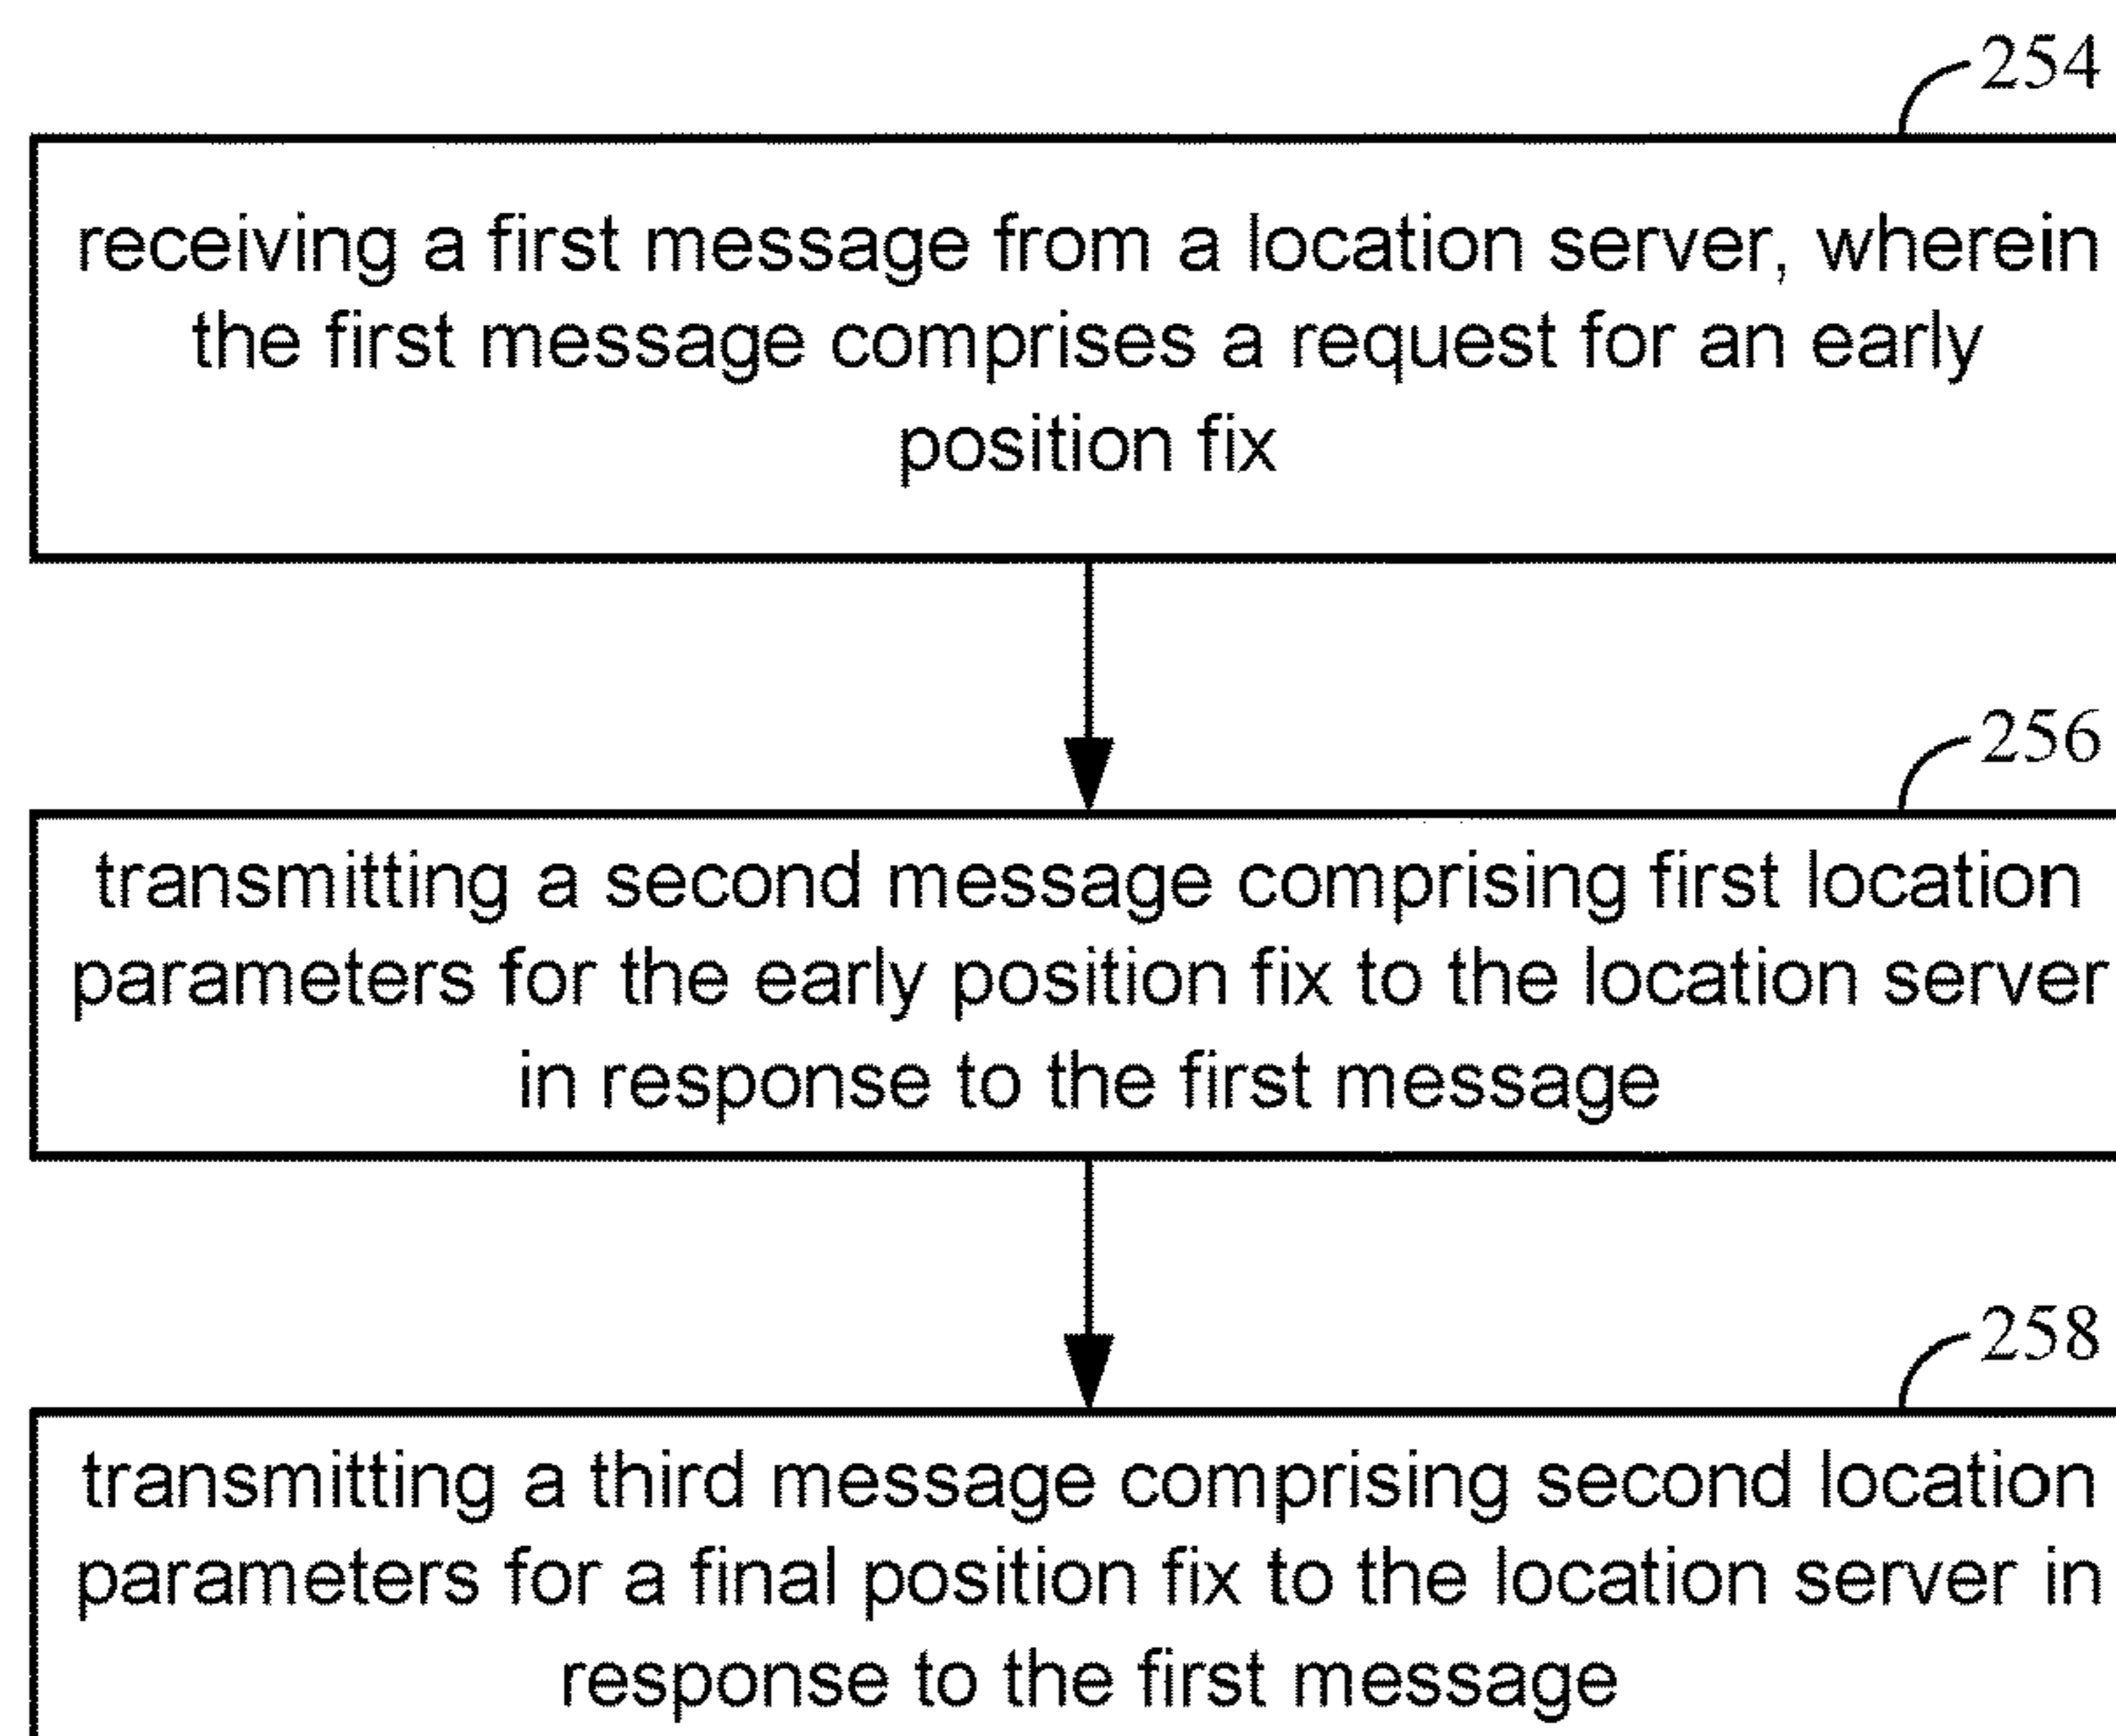 254
receiving a first message from a location server, wherein
the first message comprises a request for an early
position fix
256
transmitting a second message comprising first location
parameters for the early position fix to the location server
in response to the first message
258
transmitting a third message comprising second location
parameters for a final position fix to the location server in
response to the first message